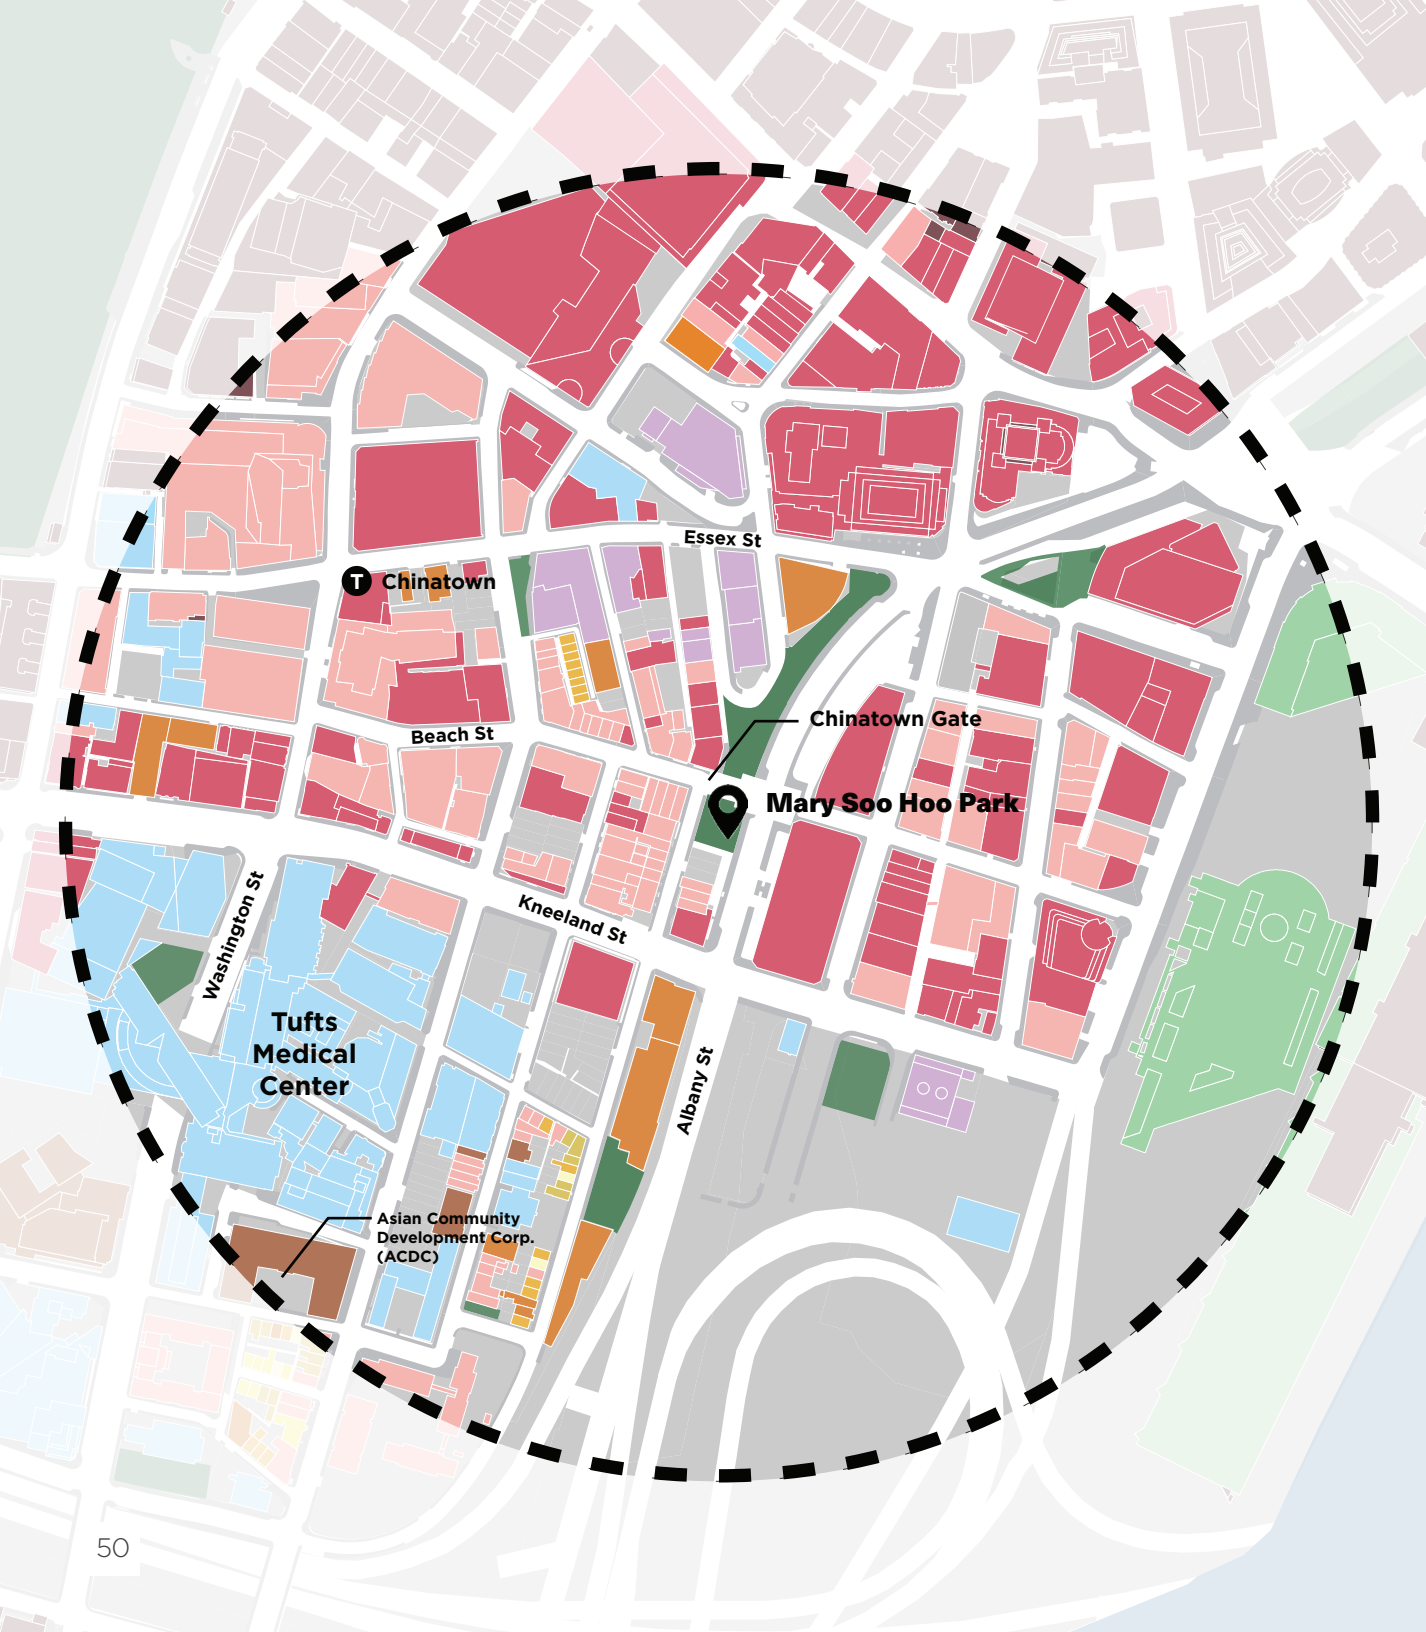 Essex St
T Chinatown
Chinatown Gate
Beach St
Mary Soo Hoo Park
Kneeland St
Washington St
Tufts
Medical
Center
Albany St
Asian Community
Development Corp.
(ACDC)
50